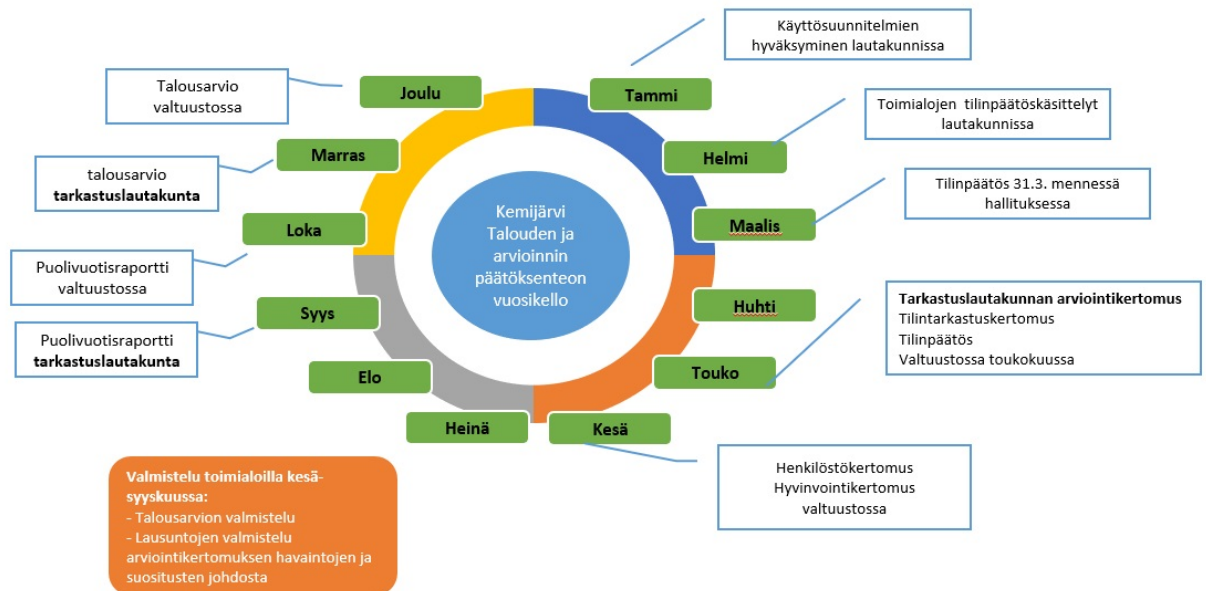 Käyttösuunnitelmien
hyväksyminen lautakunnissa
Talousarvio
valtuustossa
Joulu
Tammi
Toimialojen tilinpäätöskäsittelyt
lautakunnissa
Marras
Helmi
talousarvio
tarkastuslautakunta
Tilinpäätös 31.3. mennessä
hallituksessa
Loka
Maalis
Kemijärvi
Talouden ja
arvioinnin
päätöksenteon
vuosikello
Puolivuotisraportti
valtuustossa
Syys
Huhti
Tarkastuslautakunnan arviointikertomus
Tilintarkastuskertomus
Tilinpäätös
Valtuustossa toukokuussa
Puolivuotisraportti
tarkastuslautakunta
Elo
Touko
Heinä
Kesä
Henkilöstökertomus
Hyvinvointikertomus
valtuustossa
Valmistelu toimialoilla kesä-
syyskuussa:
- Talousarvion valmistelu
- Lausuntojen valmistelu
arviointikertomuksen havaintojen ja
suositusten johdosta